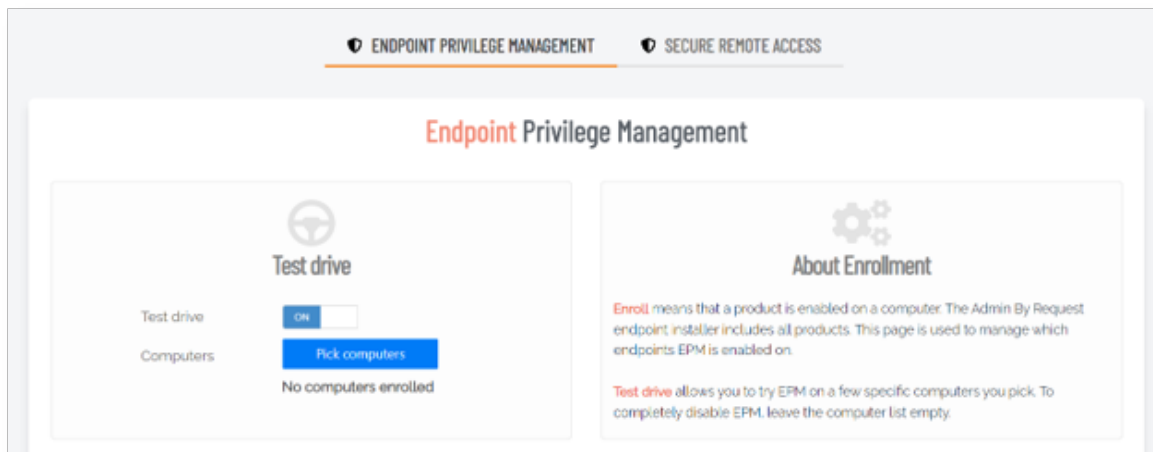 ENDPOINT PRIVILEGE MANAGEMENT
SECURE REMOTE ACCESS
Endpoint Privilege Management
Test drive
Test drive
ON
Computers
Pick computers
No computers enrolled
About Enrollment
Enroll means that a product is enabled on a computer. The Admin By Request
endpoint installer includes all products. This page is used to manage which
endpoints EPM is enabled on.
Test drive allows you to try EPM on a few specific computers you pick. To
completely disable EPM, leave the computer list empty.